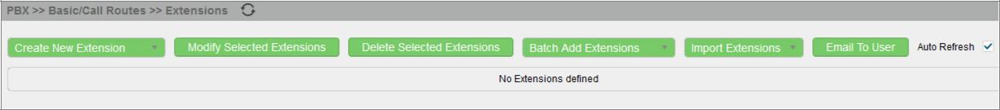 PBX >> Basic/Call Routes >> Extensions
Create New Extension Modify Selected Extensions Delete Selected Extensions Batch Add Extensions Import Extensions Email To User Auto Refresh
No Extensions defined